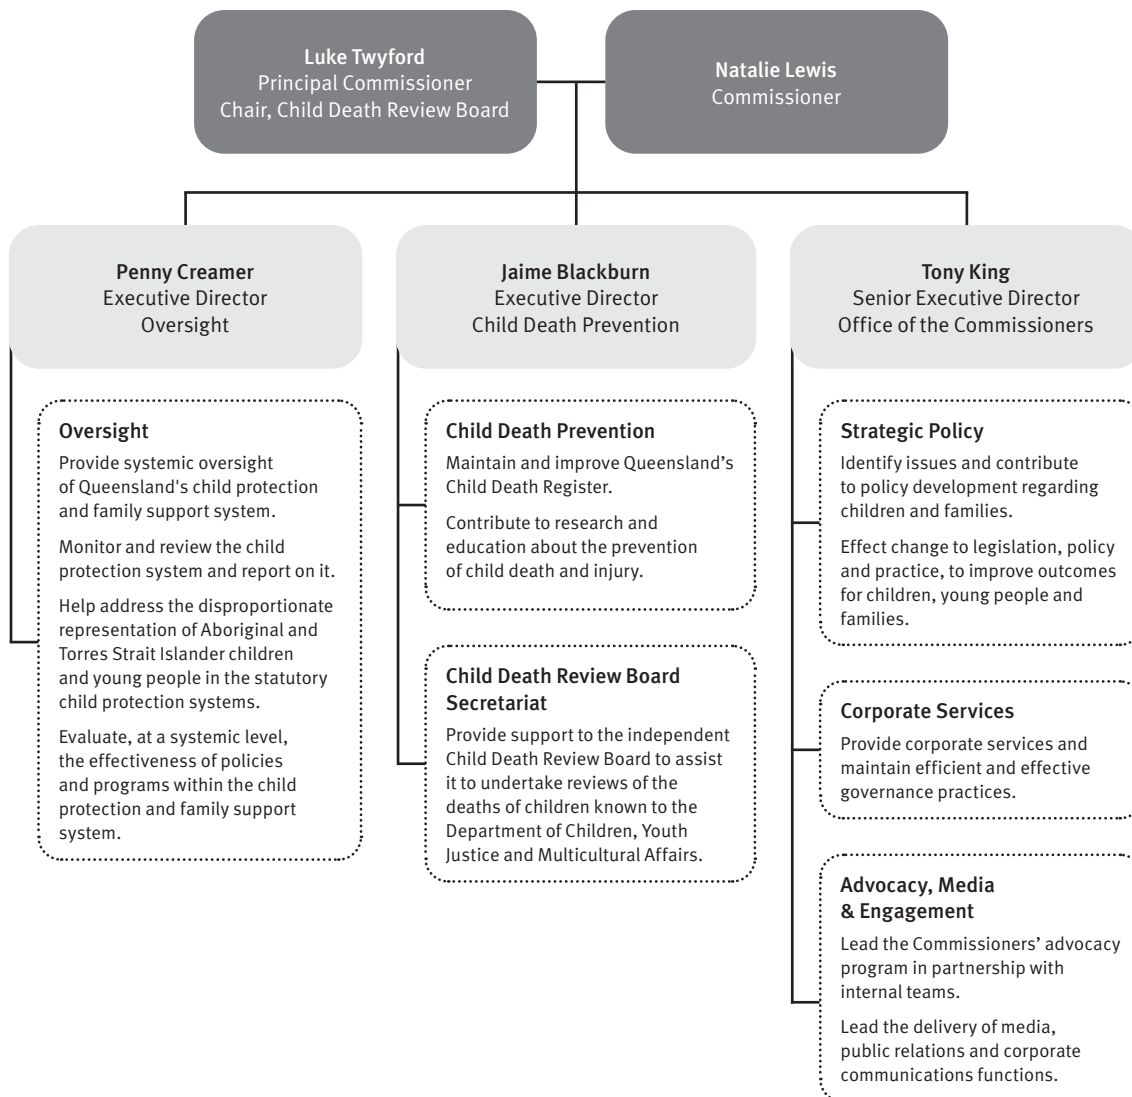 Luke Twyford
Principal Commissioner
Chair, Child Death Review Board
Natalie Lewis
Commissioner
Penny Creamer
Executive Director
Oversight
Jaime Blackburn
Executive Director
Child Death Prevention
Tony King
Senior Executive Director
Office of the Commissioners
Oversight
Provide systemic oversight
of Queensland's child protection
and family support system.
Monitor and review the child
protection system and report on it.
Help address the disproportionate
representation of Aboriginal and
Torres Strait Islander children
and young people in the statutory
child protection systems.
Evaluate, at a systemic level,
the effectiveness of policies
and programs within the child
protection and family support
system.
Child Death Prevention
Maintain and improve Queensland’s
Child Death Register.
Contribute to research and
education about the prevention
of child death and injury.
Child Death Review Board
Secretariat
Provide support to the independent
Child Death Review Board to assist
it to undertake reviews of the
deaths of children known to the
Department of Children, Youth
Justice and Multicultural Affairs.
Strategic Policy
Identify issues and contribute
to policy development regarding
children and families.
Effect change to legislation, policy
and practice, to improve outcomes
for children, young people and
families.
Corporate Services
Provide corporate services and
maintain efficient and effective
governance practices.
Advocacy, Media
& Engagement
Lead the Commissioners’ advocacy
program in partnership with
internal teams.
Lead the delivery of media,
public relations and corporate
communications functions.